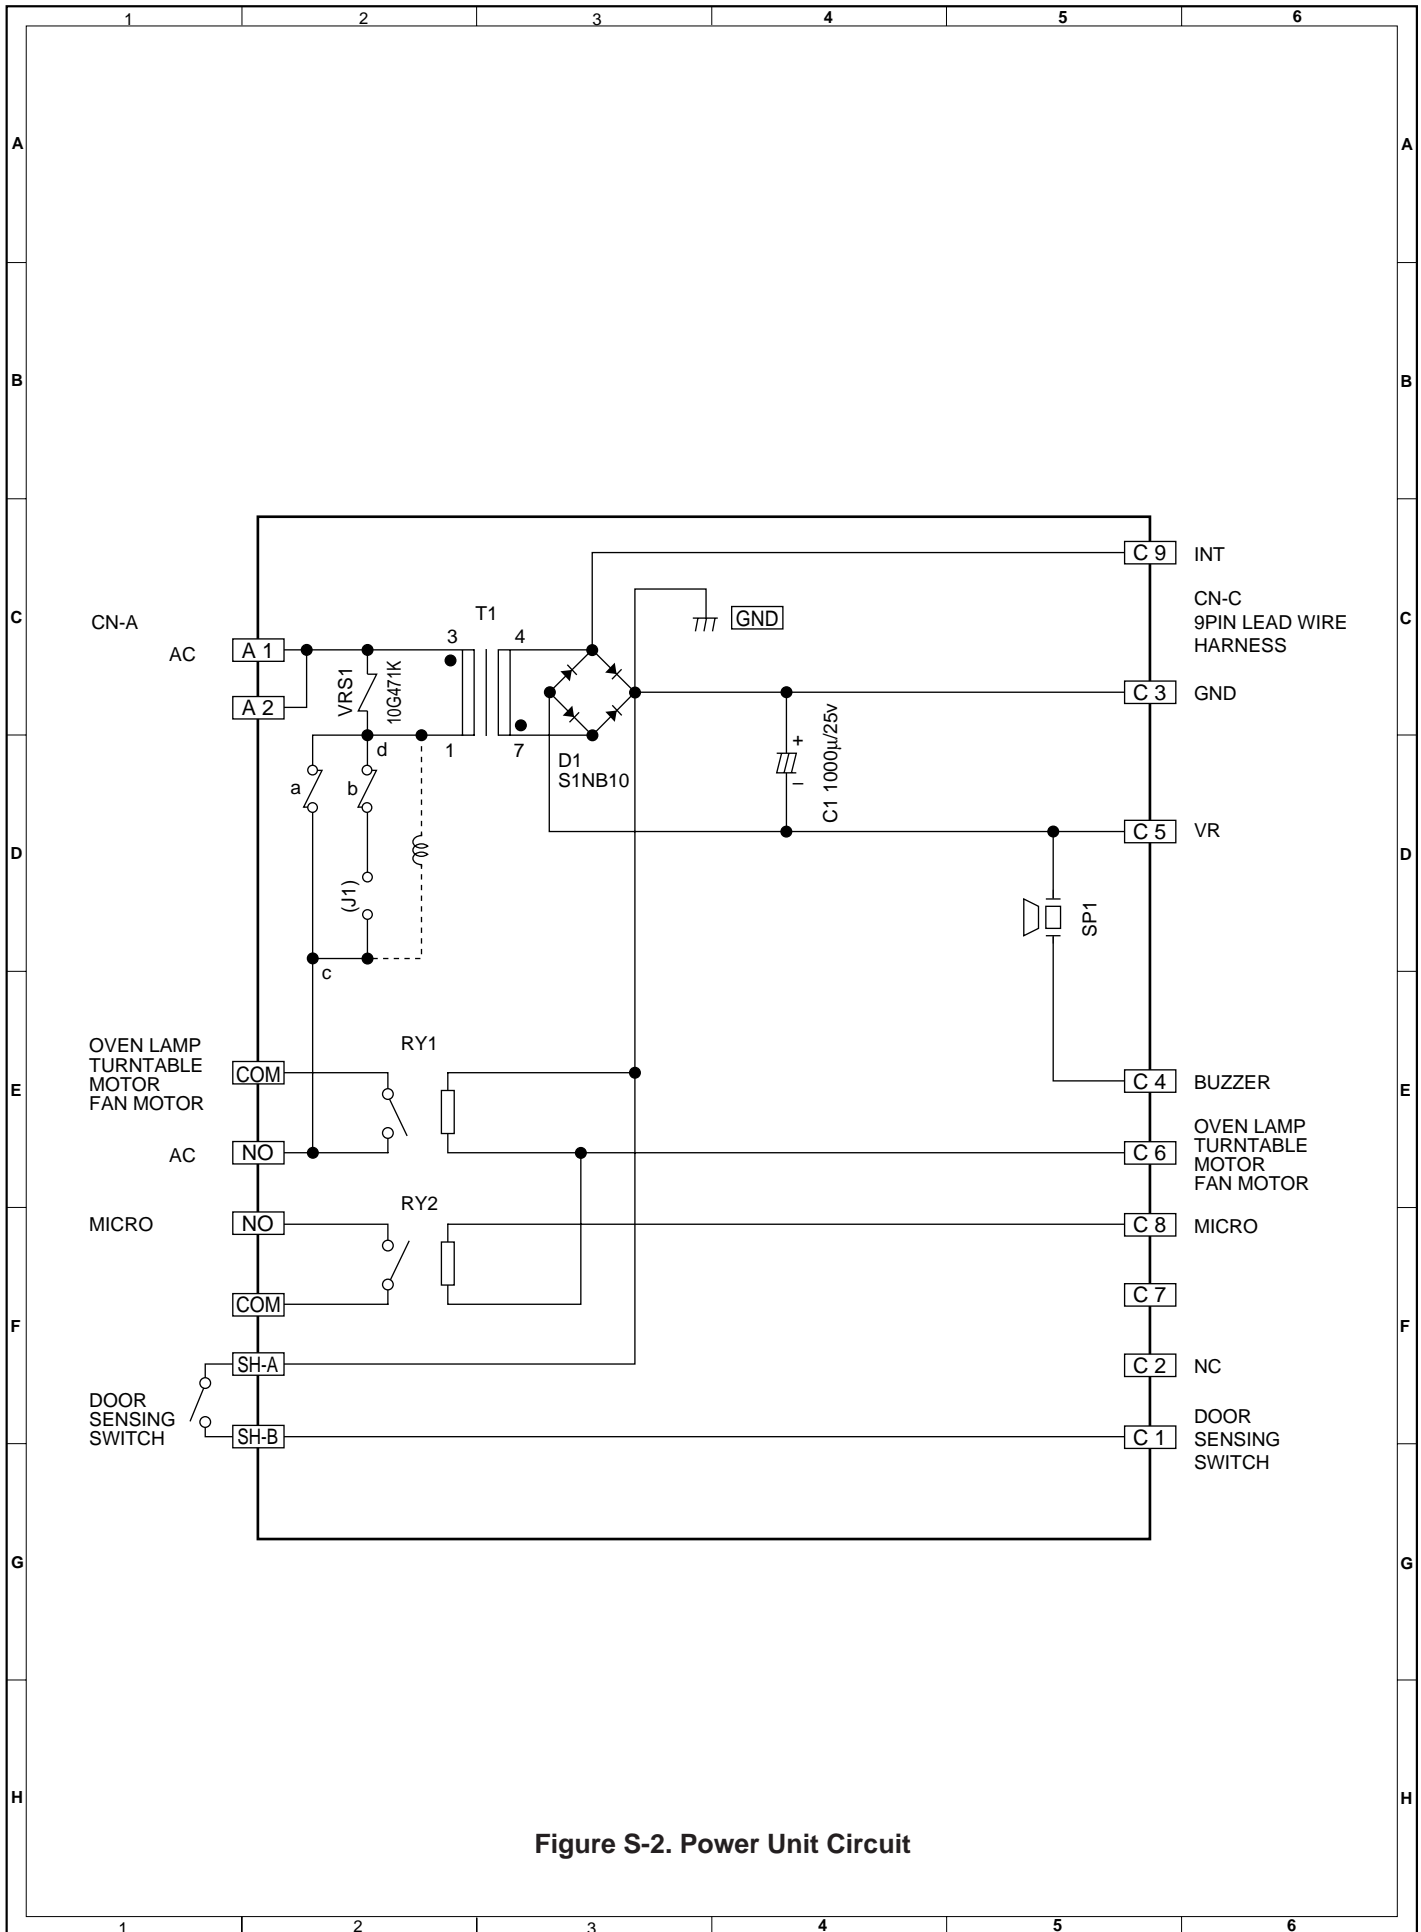 1 2 3 4 5 6
A A
B B
C 9 INT
CN-C
9PIN LEAD WIRE
HARNESS
C C
CN-A
T1
GND
AC A 1
3 4
VRS1
10G471K
A 2
C 3 GND
d 1 7
D1
S1NB10
a b
+
–
C1 1000μ/25v
C 5 VR
D D
(J1)
SP1
c
OVEN LAMP
TURNTABLE
MOTOR
FAN MOTOR
COM
RY1
C 4 BUZZER
E E
AC NO
C 6
OVEN LAMP
TURNTABLE
MOTOR
FAN MOTOR
RY2
MICRO NO
C 8 MICRO
COM
C 7
F F
SH-A
C 2 NC
DOOR
SENSING
SWITCH
SH-B
C 1
DOOR
SENSING
SWITCH
G G
H H
Figure S-2. Power Unit Circuit
1 2 3 4 5 6